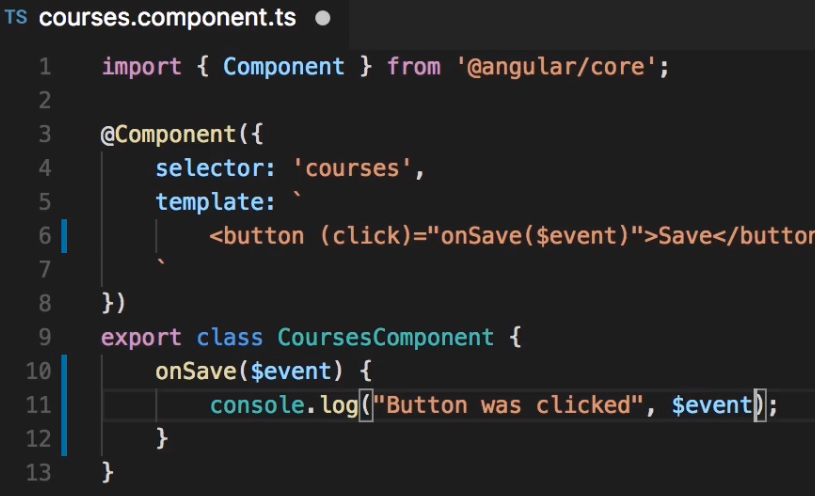 TS courses.component.ts
1 import { Component } from '@angular/core';
2
3 @Component({
4 selector: 'courses',
5 template: `
6 <button (click)="onSave($event)">Save</button
7 `
8 })
9 export class CoursesComponent {
10 onSave($event) {
11 console.log("Button was clicked", $event);
12 }
13 }